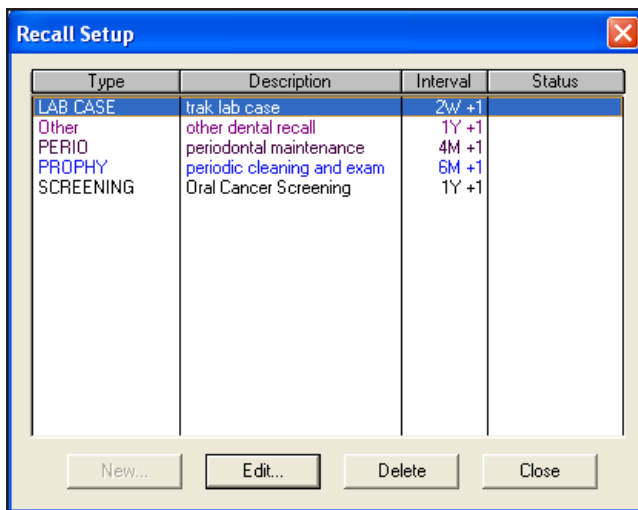 Recall Setup
Type Description Interval Status
LAB CASE trak lab case 2W +1
Other other dental recall 1Y +1
PERIO periodontal maintenance 4M +1
PROPHY periodic cleaning and exam 6M +1
SCREENING Oral Cancer Screening 1Y +1
New... Edit... Delete Close